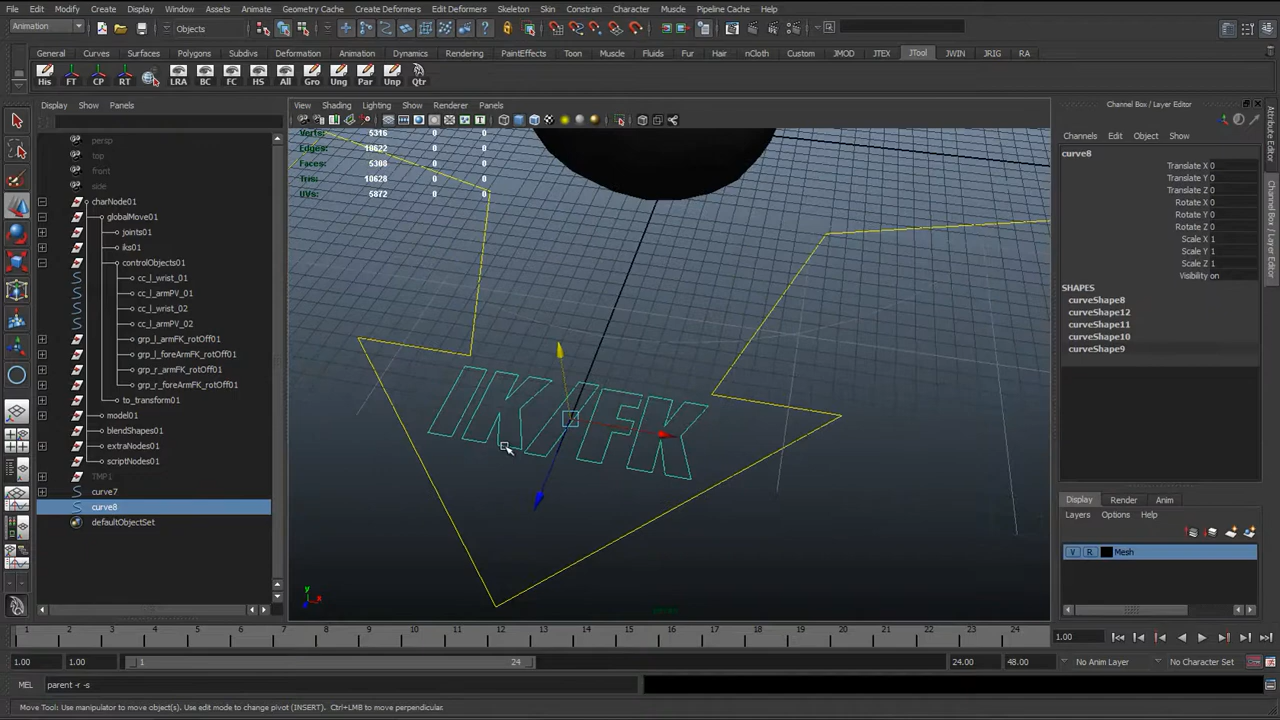 File Edit Modify Create Display Window Assets Animate Geometry Cache Create Deformers Edit Deformers Skeleton Skin Constrain Character Muscle Pipeline Cache Help
Animation Objects
General Curves Surfaces Polygons Subdivs Deformation Animation Dynamics Rendering PaintEffects Toon Muscle Fluids Fur Hair nCloth Custom JMOD JTEX JTool JWIN JRIG RA
His FT CP RT LRA BC FC HS All Gro Ung Par Unp Qtr
Display Show Panels
View Shading Lighting Show Renderer Panels
Channel Box / Layer Editor
Channels Edit Object Show
persp
top
front
side
charNode01
globalMove01
joints01
iks01
controlObjects01
cc_l_wrist_01
cc_l_armPV_01
cc_l_wrist_02
cc_l_armPV_02
grp_l_armFK_rotOff01
grp_l_foreArmFK_rotOff01
grp_r_armFK_rotOff01
grp_r_foreArmFK_rotOff01
to_transform01
model01
blendShapes01
extraNodes01
scriptNodes01
TMP1
curve7
curve8
defaultObjectSet
Verts: 5316 0 0
Edges: 10622 0 0
Faces: 5308 0 0
Tris: 10628 0 0
UVs: 5872 0 0
IK/FK
y
x
curve8
Translate X 0
Translate Y 0
Translate Z 0
Rotate X 0
Rotate Y 0
Rotate Z 0
Scale X 1
Scale Y 1
Scale Z 1
Visibility on
SHAPES
curveShape8
curveShape12
curveShape11
curveShape10
curveShape9
Attribute Editor
Channel Box / Layer Editor
Display Render Anim
Layers Options Help
V R Mesh
1 2 3 4 5 6 7 8 9 10 11 12 13 14 15 16 17 18 19 20 21 22 23 24 1.00
1.00 1.00 1 24 24.00 48.00 No Anim Layer No Character Set
MEL parent -r -s
Move Tool: Use manipulator to move object(s). Use edit mode to change pivot (INSERT). Ctrl+LMB to move perpendicular.